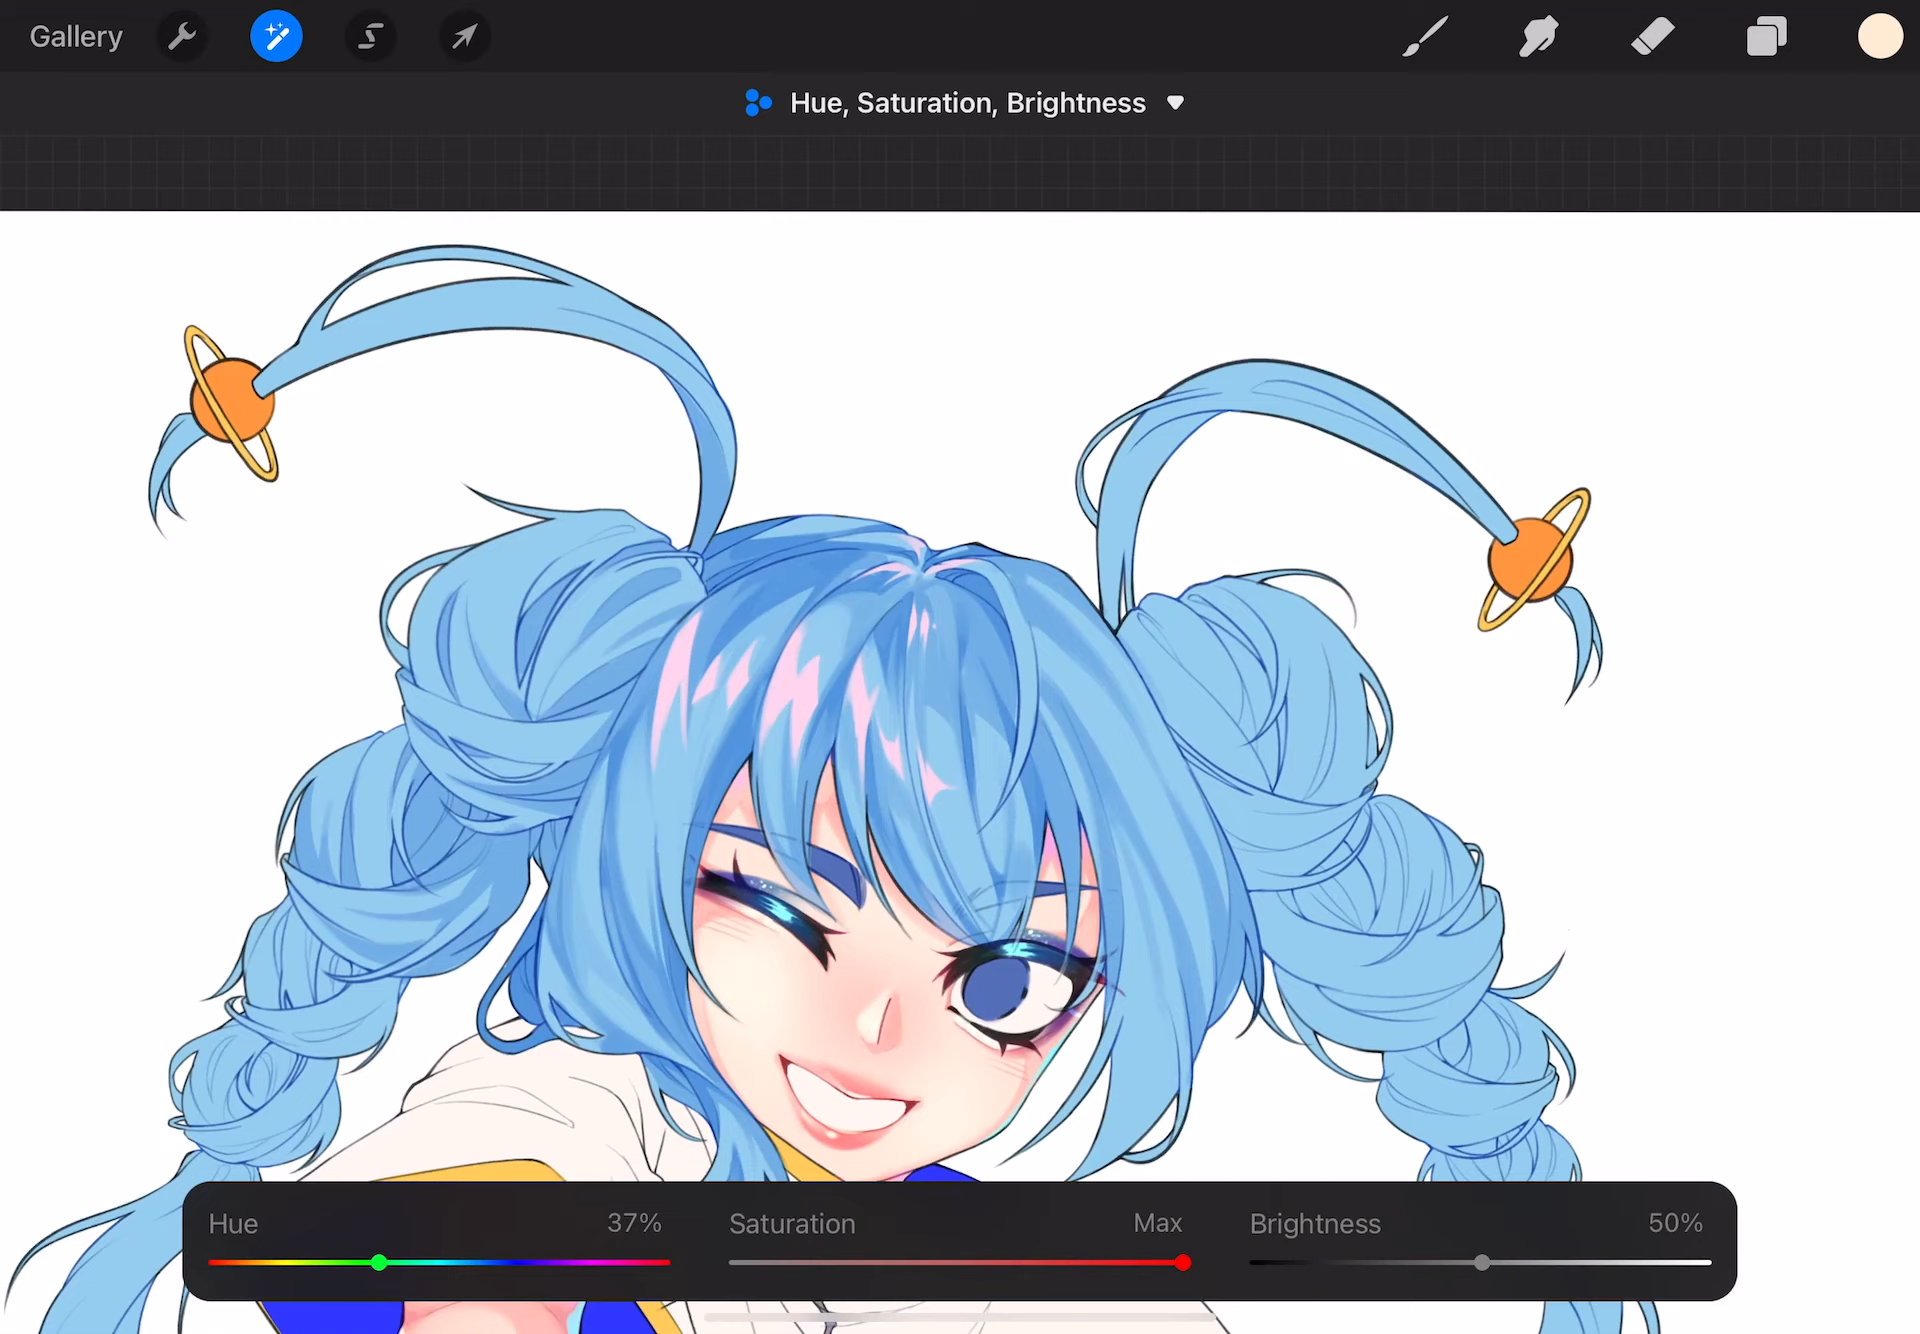 Gallery
Hue, Saturation, Brightness
Hue 37% Saturation Max Brightness 50%